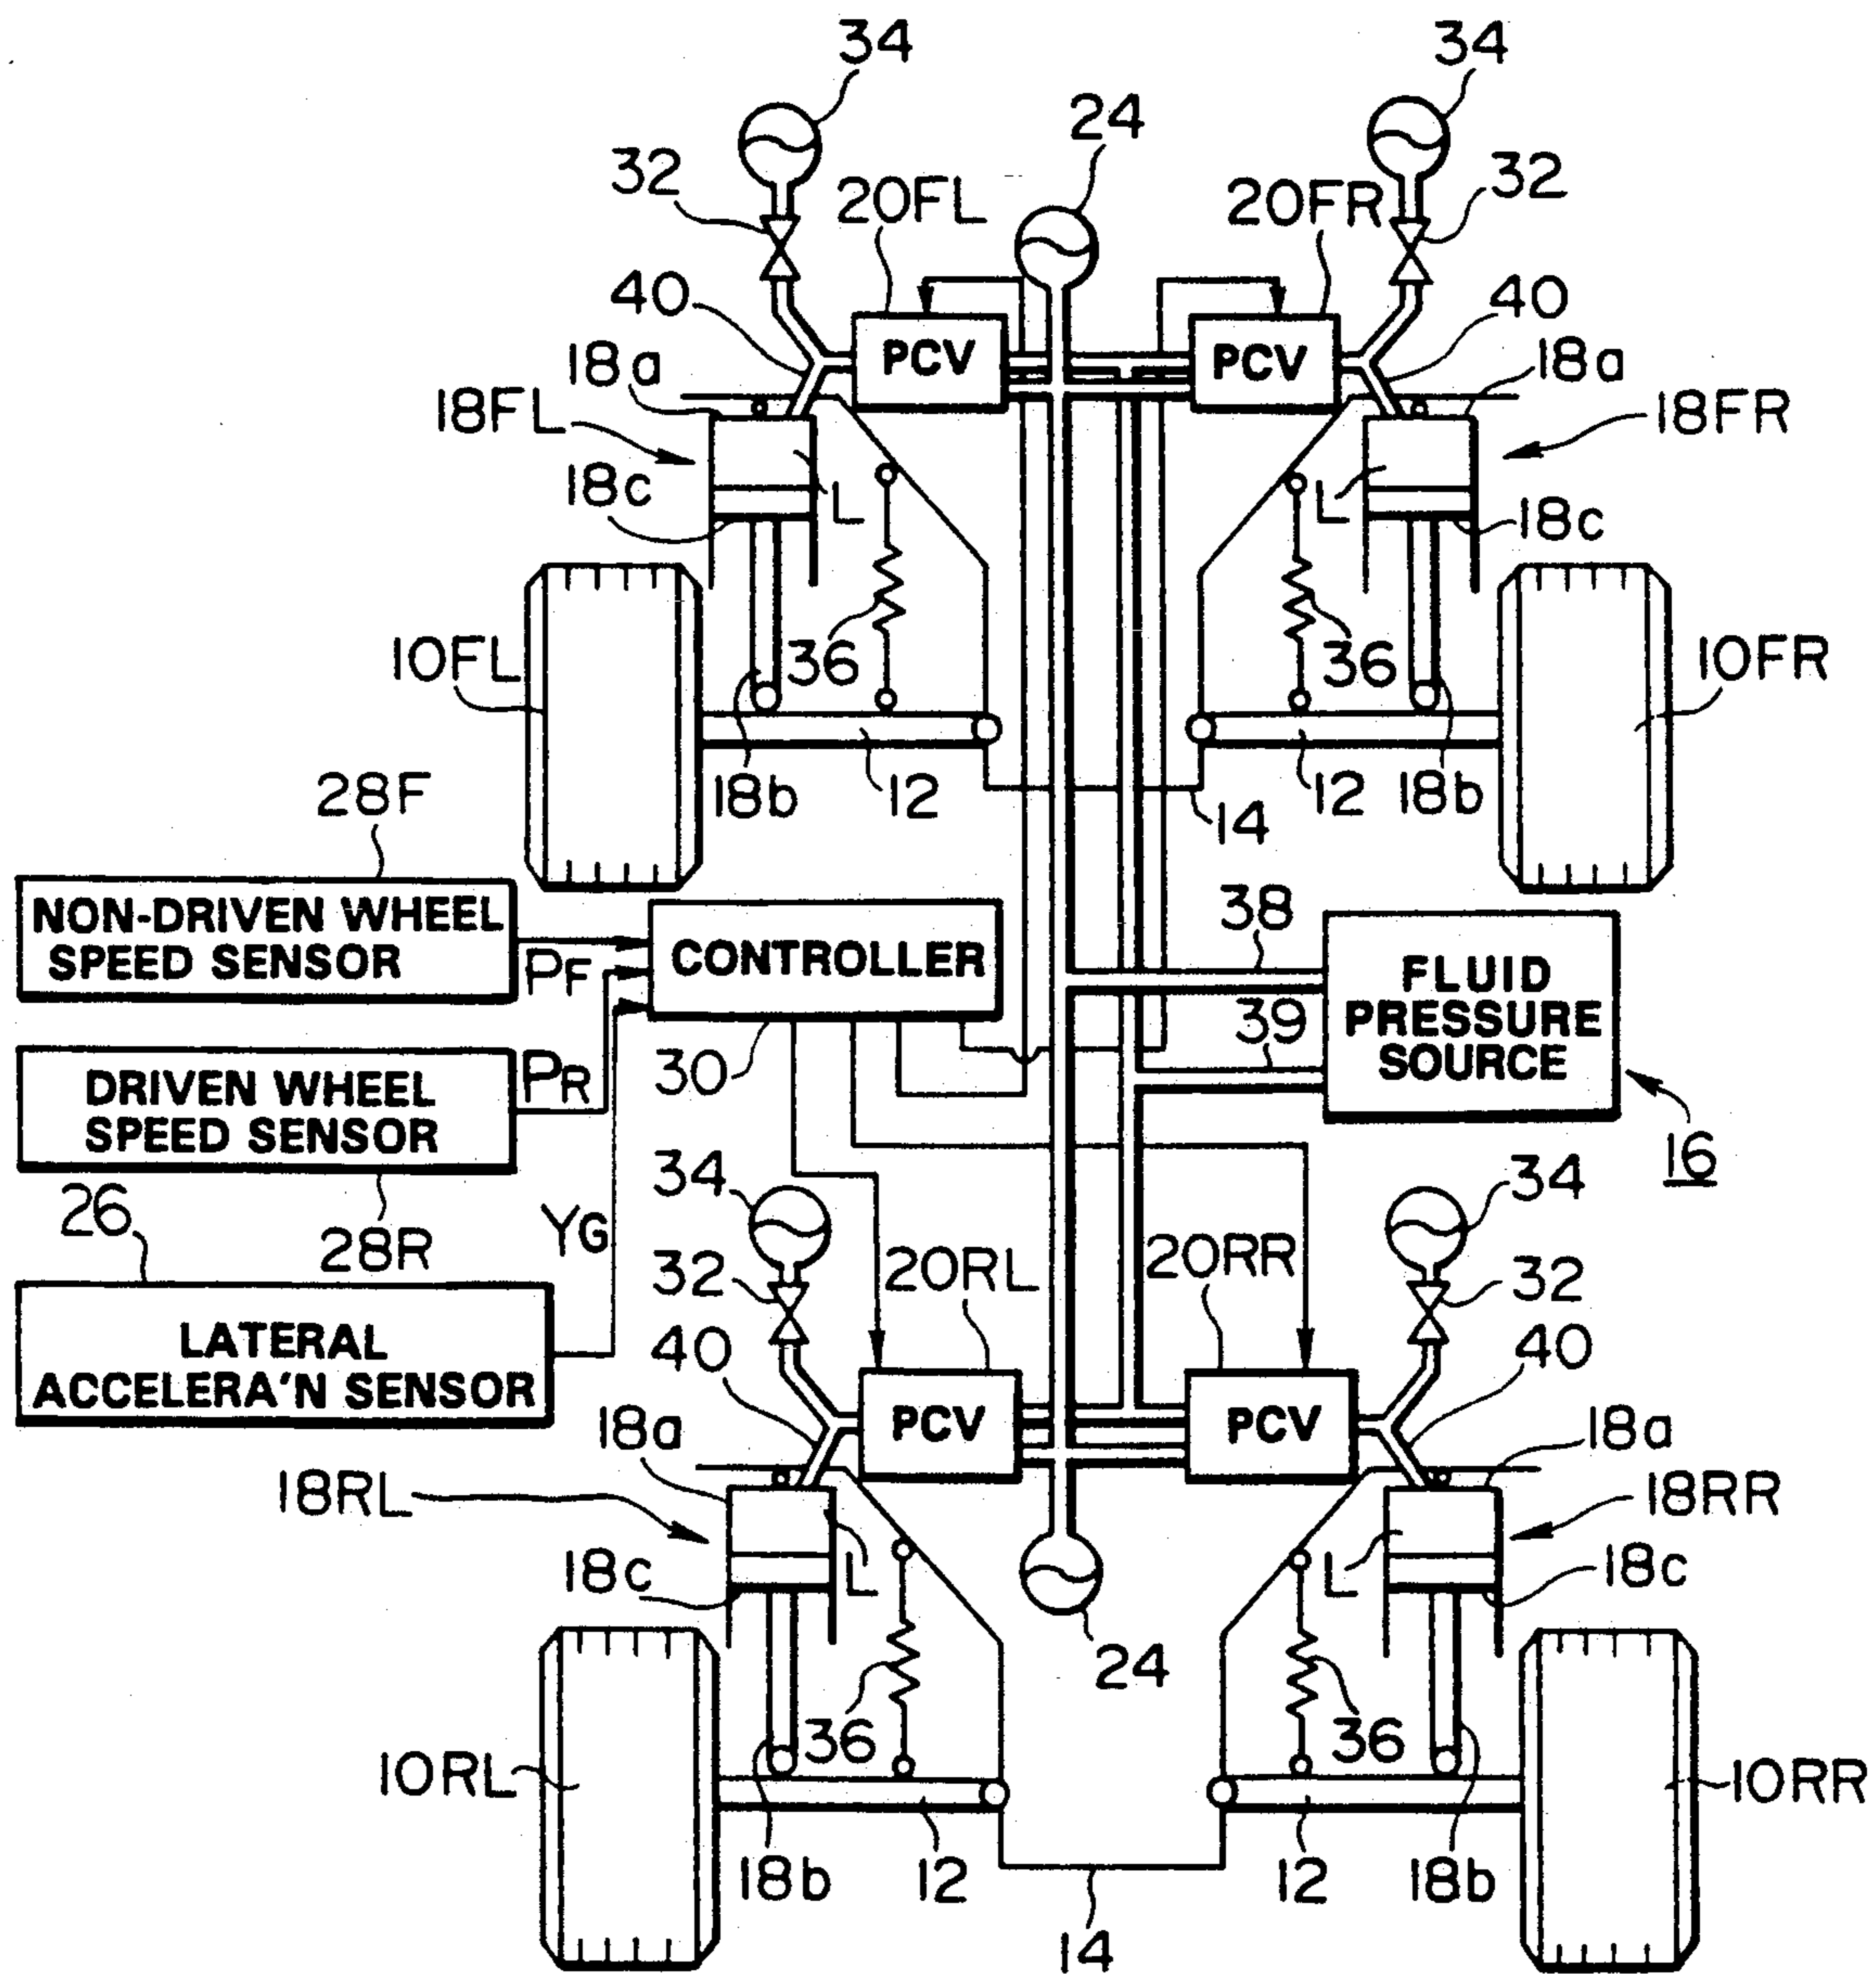 34
34
24
32
32
20FL
20FR
40
40
PCV
PCV
18a
18a
18FL
18FR
18c
L
L
18c
10FL
36
36
10FR
18b
12
12
18b
14
28F
NON-DRIVEN WHEEL
SPEED SENSOR
PF
CONTROLLER
38
FLUID
PRESSURE
SOURCE
39
30
DRIVEN WHEEL
SPEED SENSOR
PR
16
26
28R
YG
34
34
32
32
20RL
20RR
LATERAL
ACCELERA'N SENSOR
40
40
PCV
PCV
18a
18a
18RL
18RR
18c
L
L
18c
24
36
36
10RL
10RR
18b
12
12
18b
14